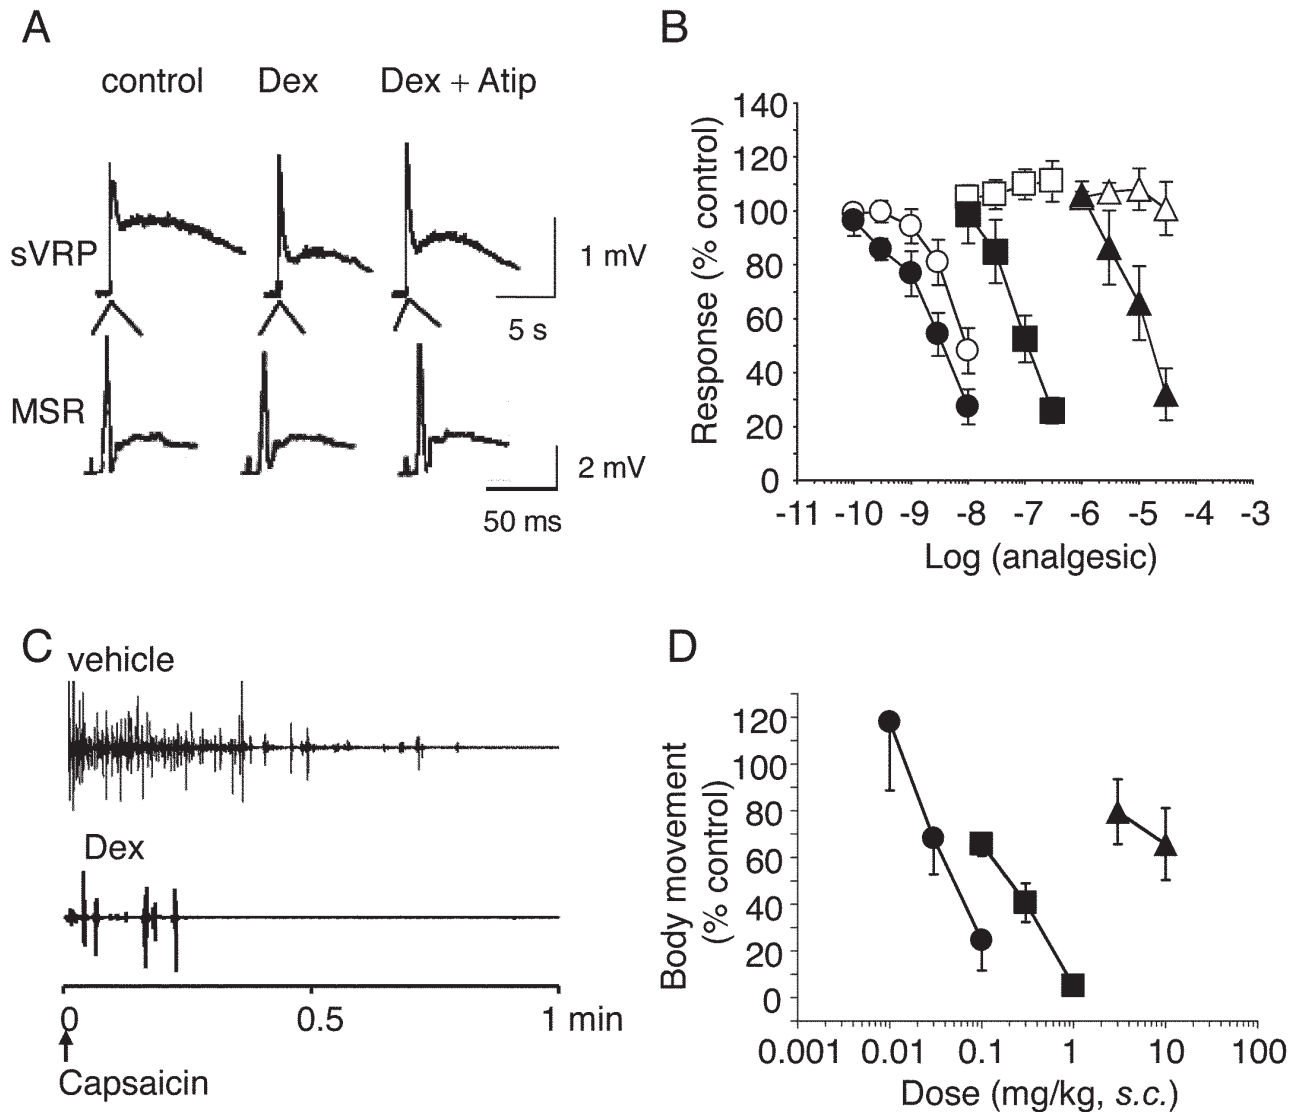 A
control Dex Dex + Atip
sVRP
1 mV
5 s
MSR
2 mV
50 ms
B
Response (% control)
140
120
100
80
60
40
20
0
-11 -10 -9 -8 -7 -6 -5 -4 -3
Log (analgesic)
C
vehicle
Dex
0 0.5 1 min
Capsaicin
D
Body movement
(% control)
120
100
80
60
40
20
0
0.001 0.01 0.1 1 10 100
Dose (mg/kg, s.c.)